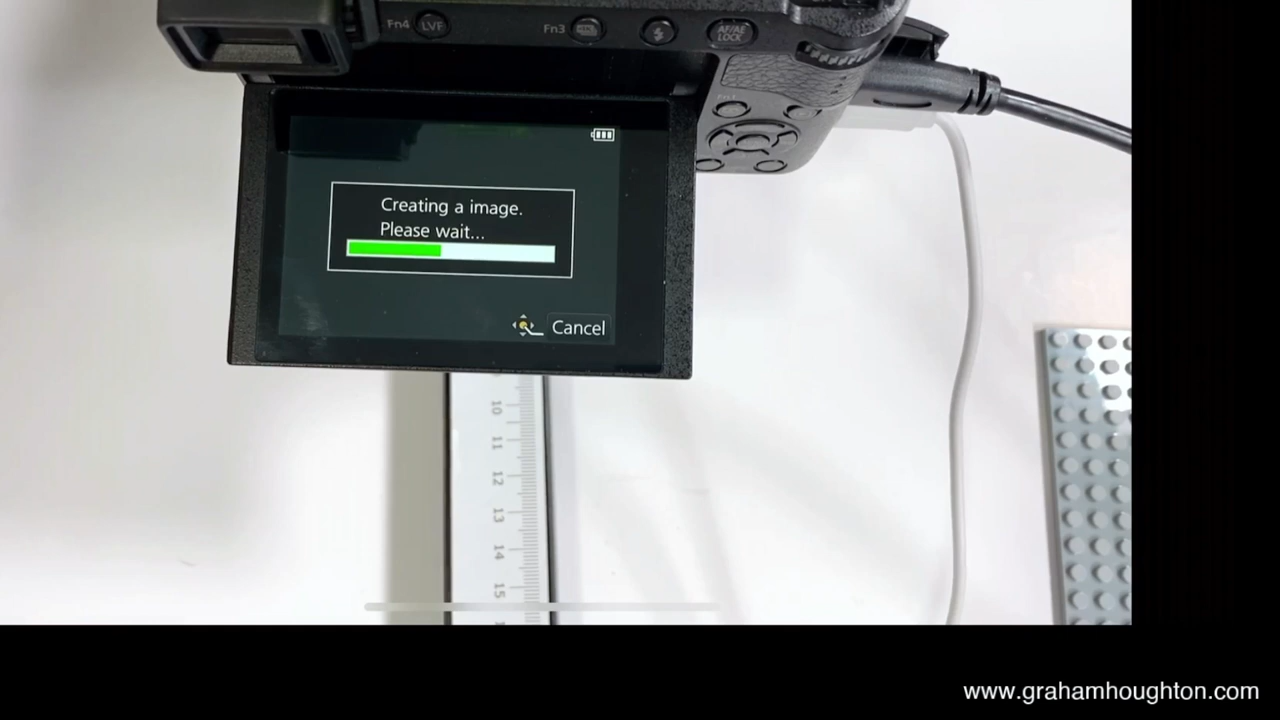 Fn4 LVF
Fn3
AF/AE
LOCK
Creating a image.
Please wait...
Cancel
10
11
12
13
14
15
www.grahamhoughton.com